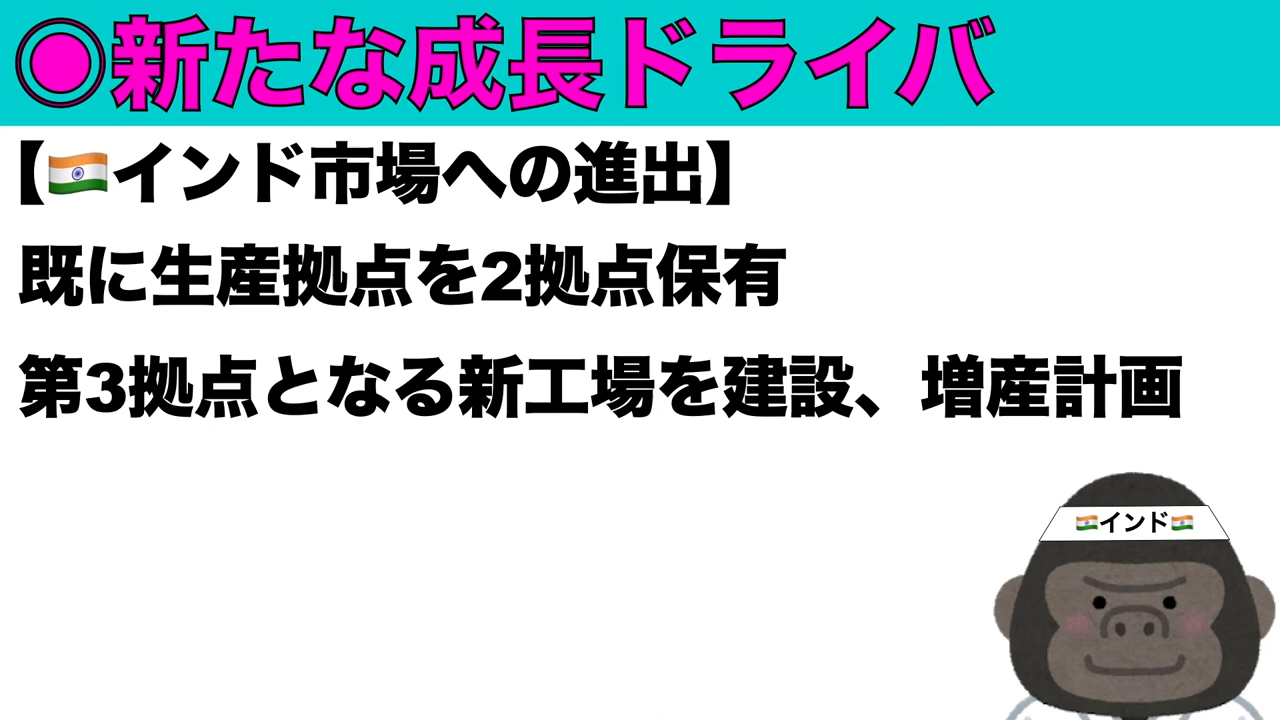 ◉新たな成長ドライバ
【🇮🇳インド市場への進出】
既に生産拠点を2拠点保有
第3拠点となる新工場を建設、増産計画
🇮🇳インド🇮🇳